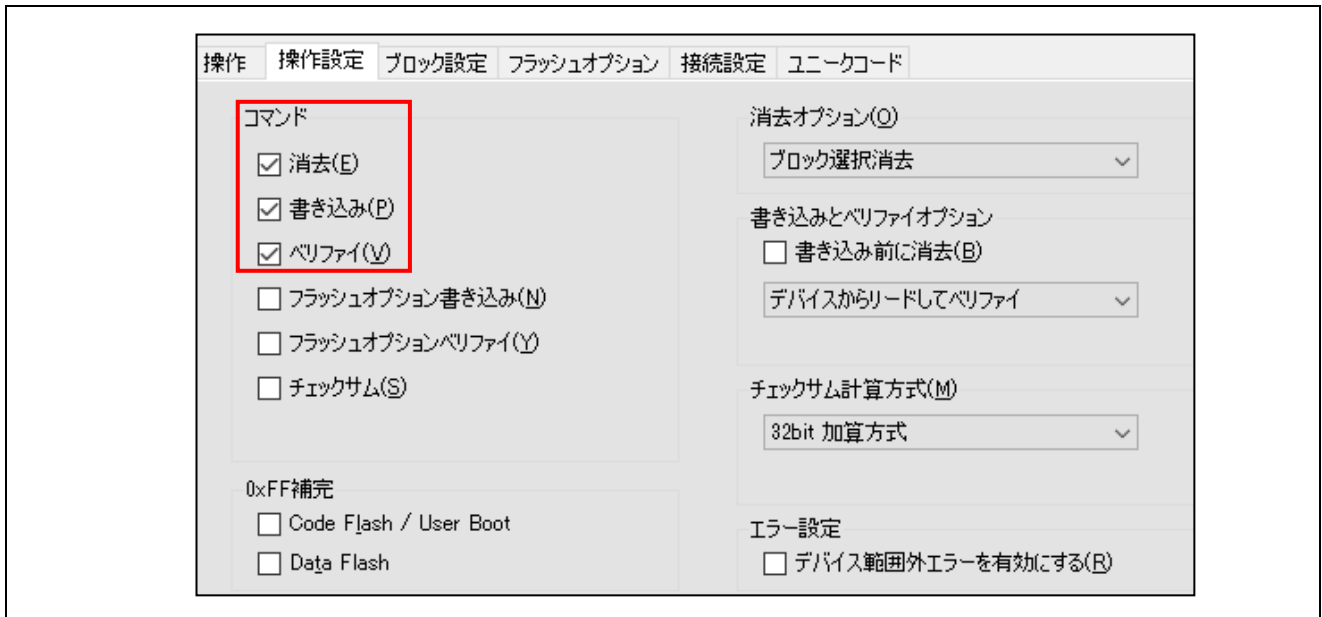 操作 操作設定 ブロック設定 フラッシュオプション 接続設定 ユニークコード
コマンド
消去(E)
書き込み(P)
ベリファイ(V)
フラッシュオプション書き込み(N)
フラッシュオプションベリファイ(Y)
チェックサム(S)
0xFF補完
Code Flash / User Boot
Data Flash
消去オプション(O)
ブロック選択消去
書き込みとベリファイオプション
書き込み前に消去(B)
デバイスからリードしてベリファイ
チェックサム計算方式(M)
32bit 加算方式
エラー設定
デバイス範囲外エラーを有効にする(R)